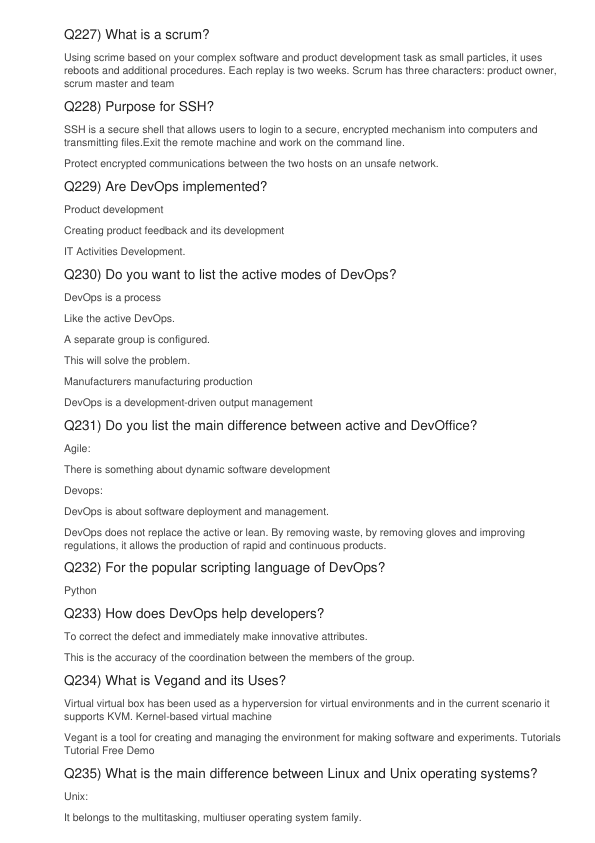 Q227) What is a scrum?
Using scrime based on your complex software and product development task as small particles, it uses
reboots and additional procedures. Each replay is two weeks. Scrum has three characters: product owner,
scrum master and team
Q228) Purpose for SSH?
SSH is a secure shell that allows users to login to a secure, encrypted mechanism into computers and
transmitting files.Exit the remote machine and work on the command line.
Protect encrypted communications between the two hosts on an unsafe network.
Q229) Are DevOps implemented?
Product development
Creating product feedback and its development
IT Activities Development.
Q230) Do you want to list the active modes of DevOps?
DevOps is a process
Like the active DevOps.
A separate group is configured.
This will solve the problem.
Manufacturers manufacturing production
DevOps is a development-driven output management
Q231) Do you list the main difference between active and DevOffice?
Agile:
There is something about dynamic software development
Devops:
DevOps is about software deployment and management.
DevOps does not replace the active or lean. By removing waste, by removing gloves and improving
regulations, it allows the production of rapid and continuous products.
Q232) For the popular scripting language of DevOps?
Python
Q233) How does DevOps help developers?
To correct the defect and immediately make innovative attributes.
This is the accuracy of the coordination between the members of the group.
Q234) What is Vegand and its Uses?
Virtual virtual box has been used as a hyperversion for virtual environments and in the current scenario it
supports KVM. Kernel-based virtual machine
Vegant is a tool for creating and managing the environment for making software and experiments. Tutorials
Tutorial Free Demo
Q235) What is the main difference between Linux and Unix operating systems?
Unix:
It belongs to the multitasking, multiuser operating system family.